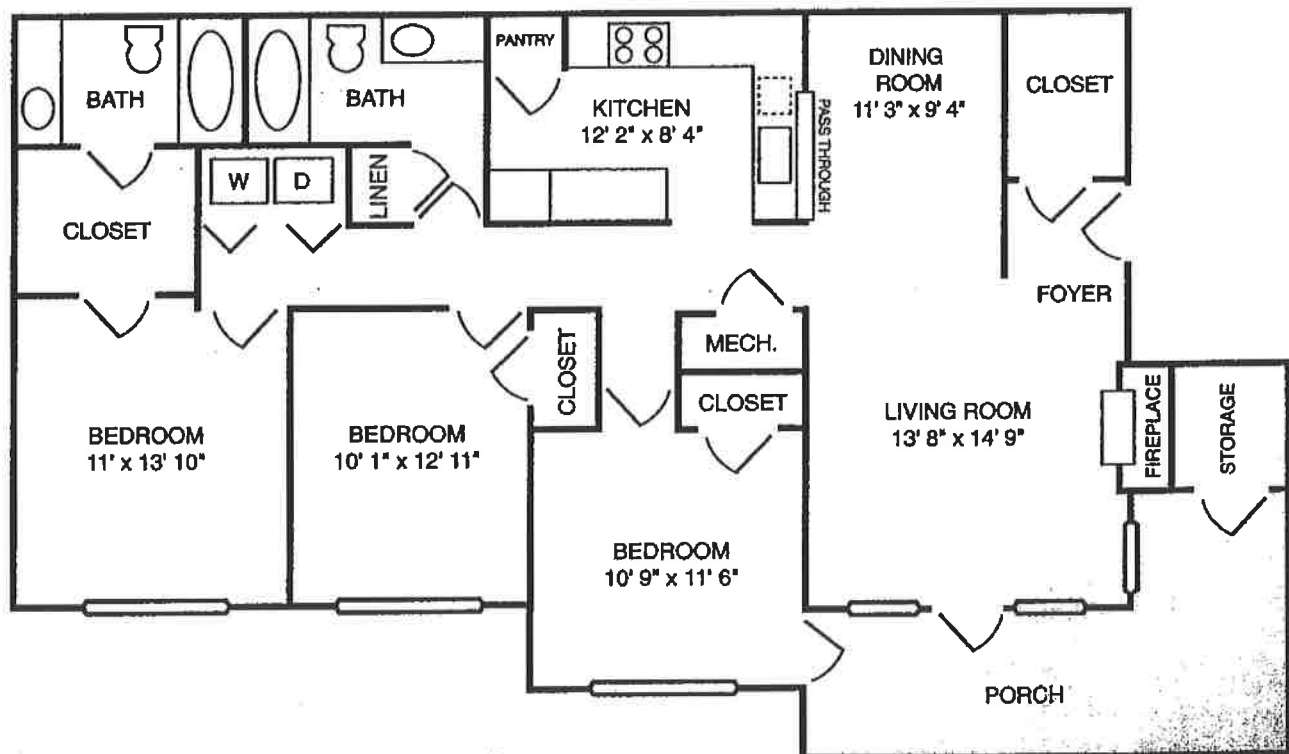 BATH
BATH
PANTRY
KITCHEN
12' 2" x 8' 4"
PASS THROUGH
DINING
ROOM
11' 3" x 9' 4"
CLOSET
W
D
LINEN
CLOSET
FOYER
MECH.
CLOSET
CLOSET
BEDROOM
11' x 13' 10"
BEDROOM
10' 1" x 12' 11"
LIVING ROOM
13' 8" x 14' 9"
FIREPLACE
STORAGE
BEDROOM
10' 9" x 11' 6"
PORCH